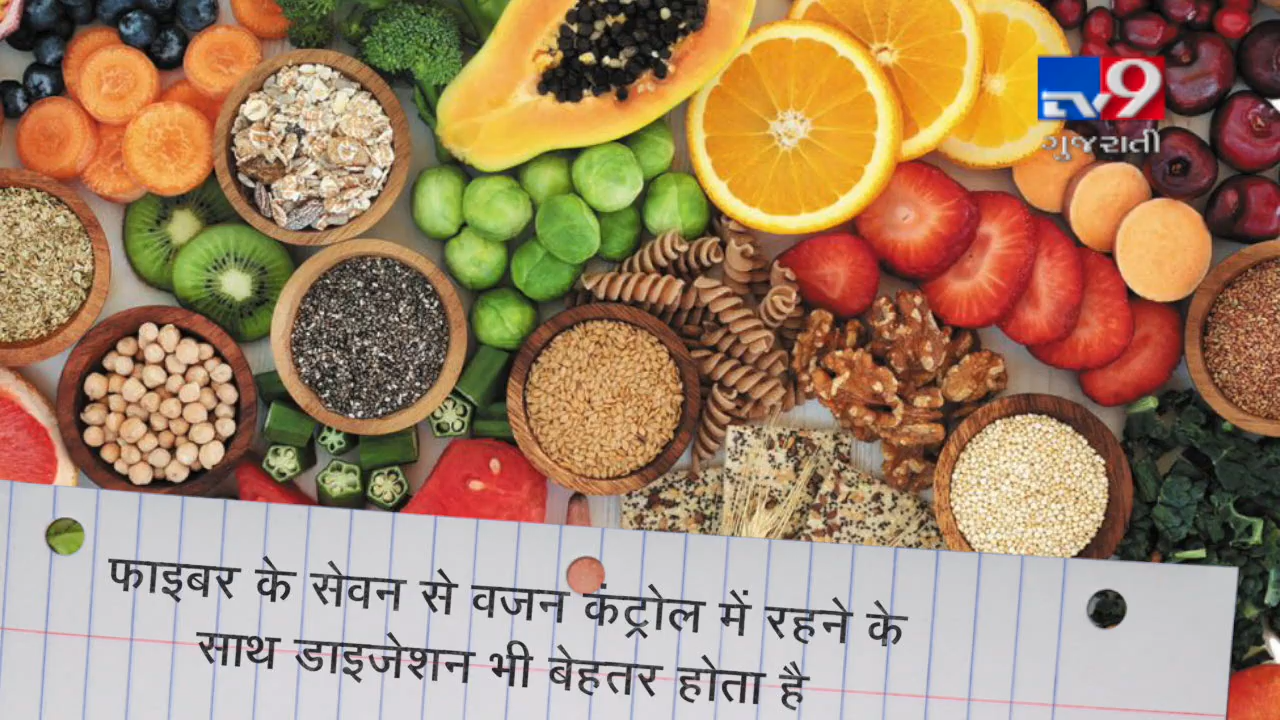 TV9
ગુજરાતી
फाइबर के सेवन से वजन कंट्रोल में रहने के
साथ डाइजेशन भी बेहतर होता है